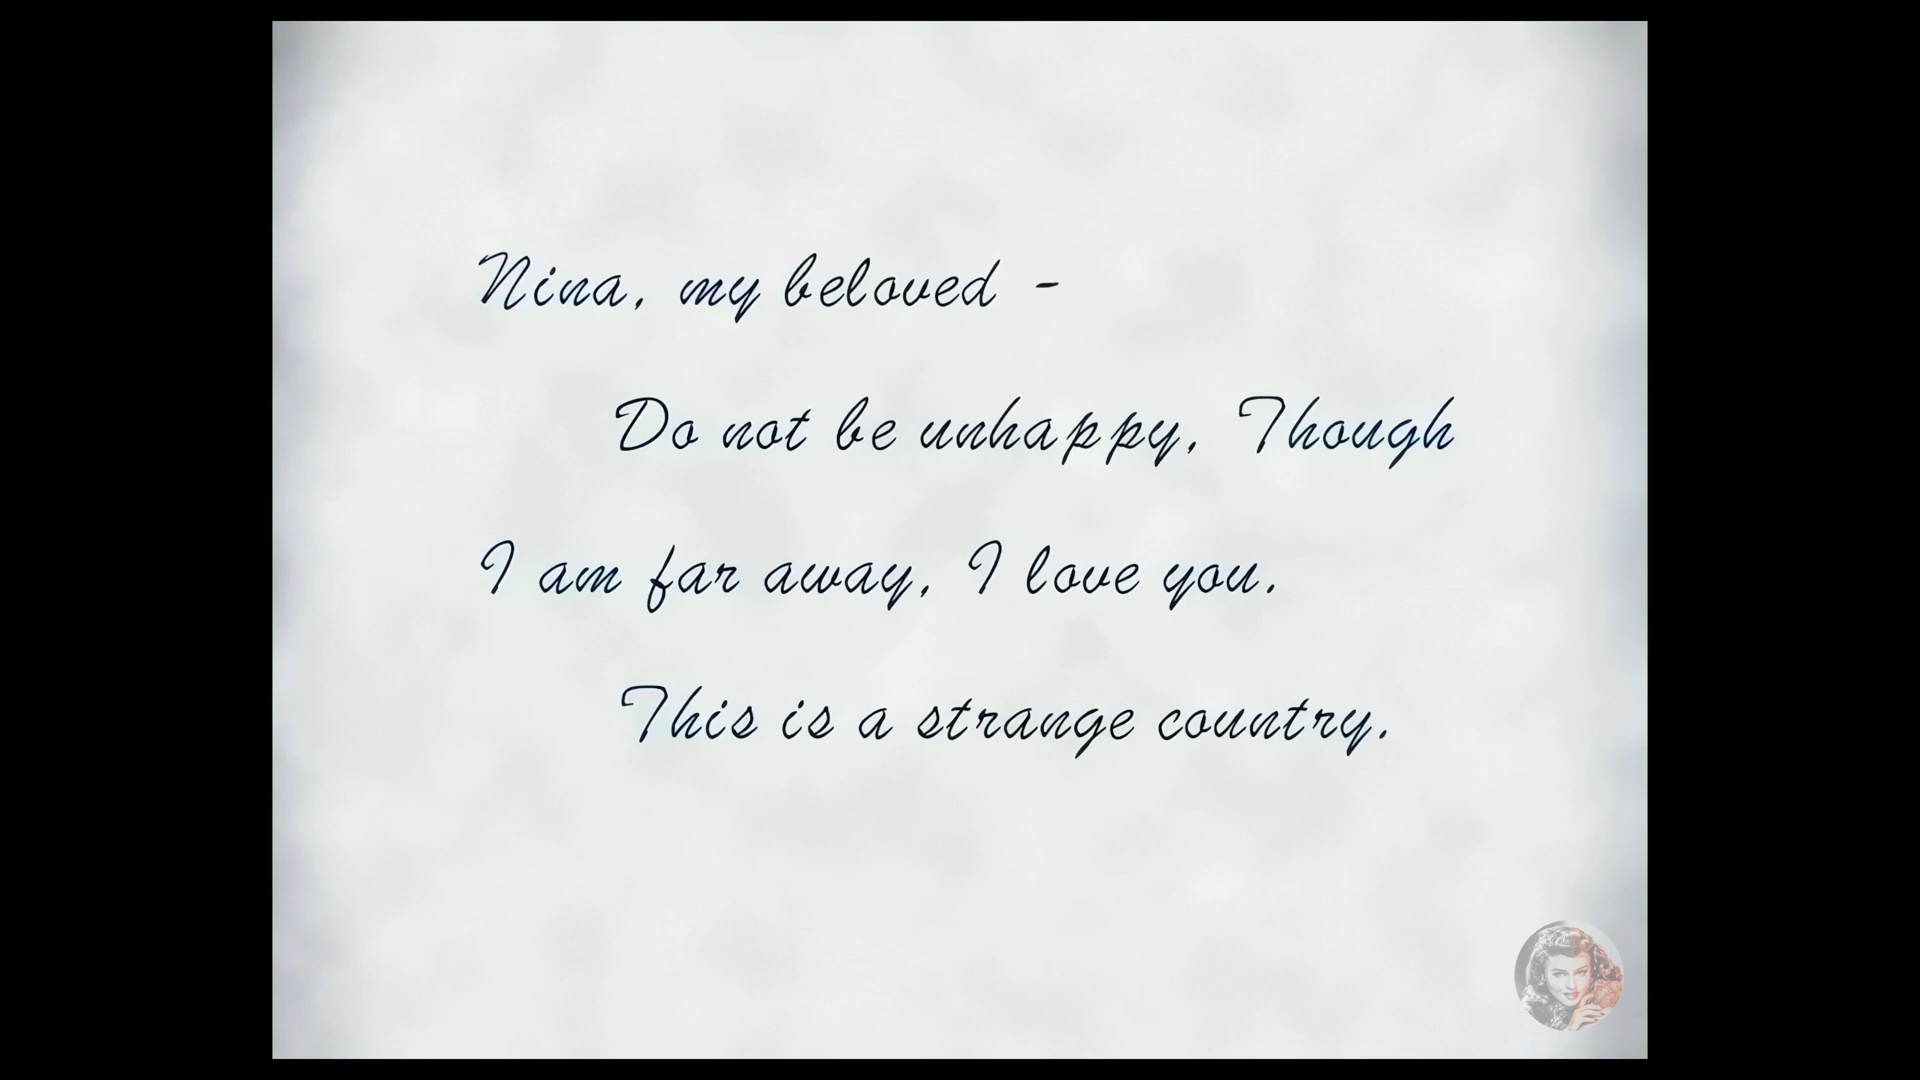 Nina, my beloved -
Do not be unhappy, Though
I am far away, I love you.
This is a strange country.